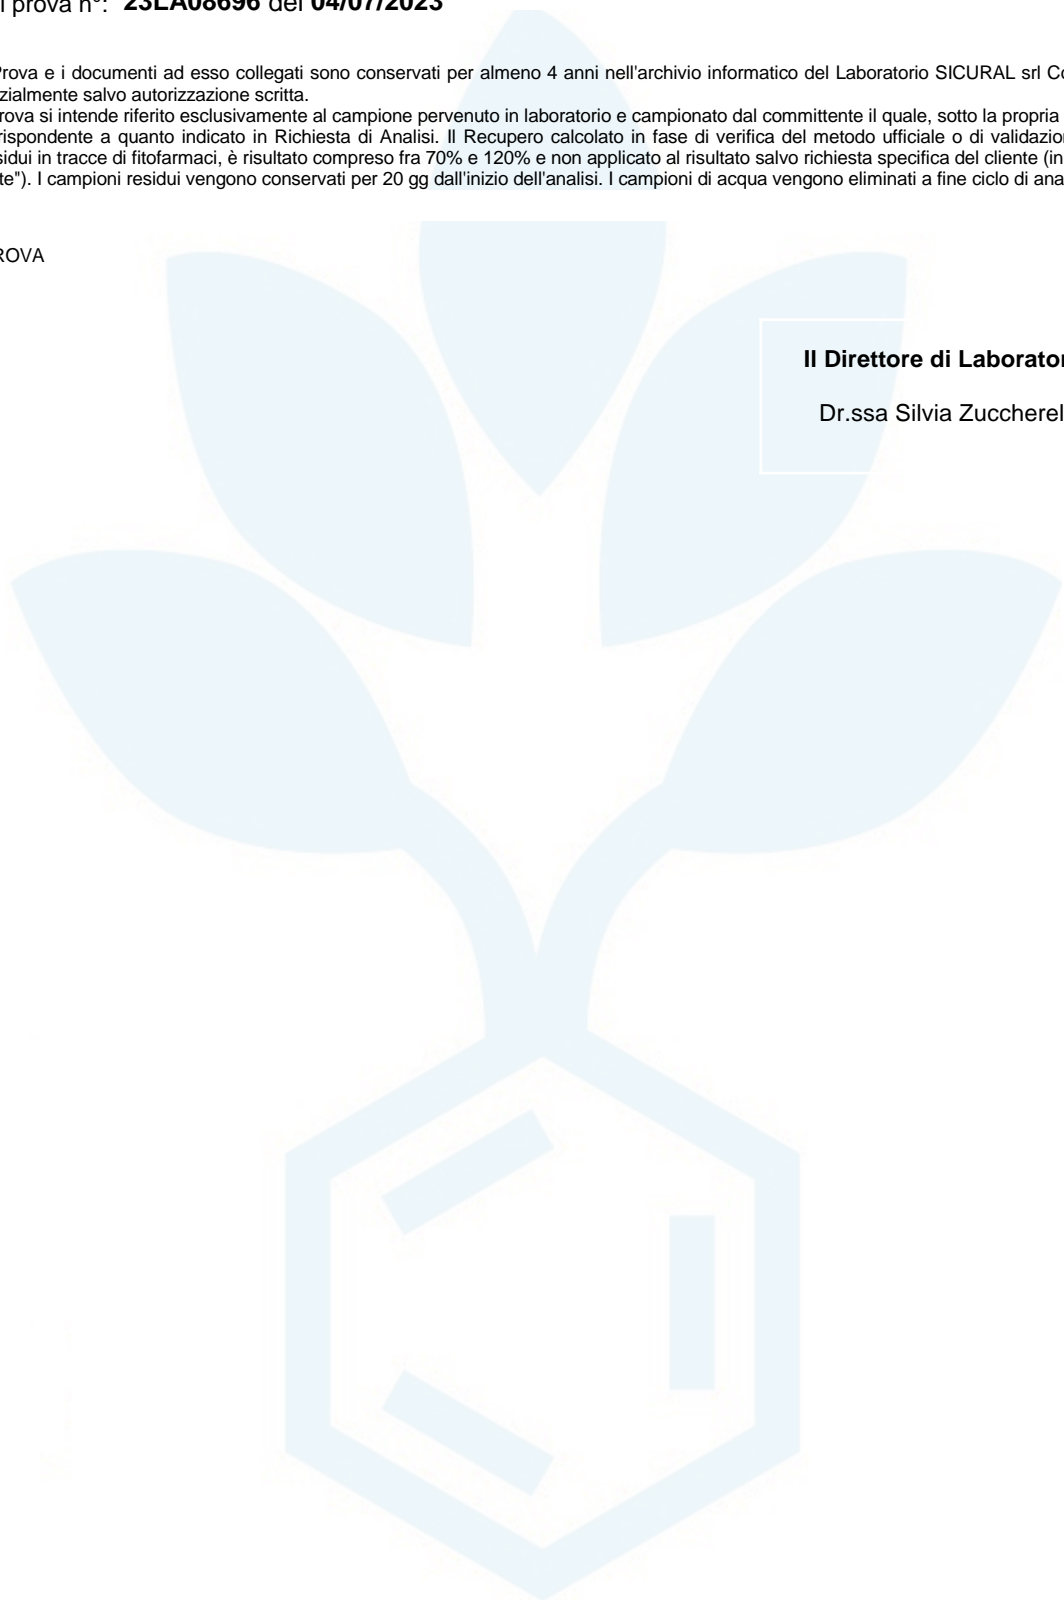 i prova n°: 23LA08696 del 04/07/2023
Prova e i documenti ad esso collegati sono conservati per almeno 4 anni nell'archivio informatico del Laboratorio SICURAL srl Co
zialmente salvo autorizzazione scritta.
rova si intende riferito esclusivamente al campione pervenuto in laboratorio e campionato dal committente il quale, sotto la propria
rispondente a quanto indicato in Richiesta di Analisi. Il Recupero calcolato in fase di verifica del metodo ufficiale o di validazion
sidui in tracce di fitofarmaci, è risultato compreso fra 70% e 120% e non applicato al risultato salvo richiesta specifica del cliente (in
te"). I campioni residui vengono conservati per 20 gg dall'inizio dell'analisi. I campioni di acqua vengono eliminati a fine ciclo di ana
ROVA
Il Direttore di Laborator
Dr.ssa Silvia Zuccherel